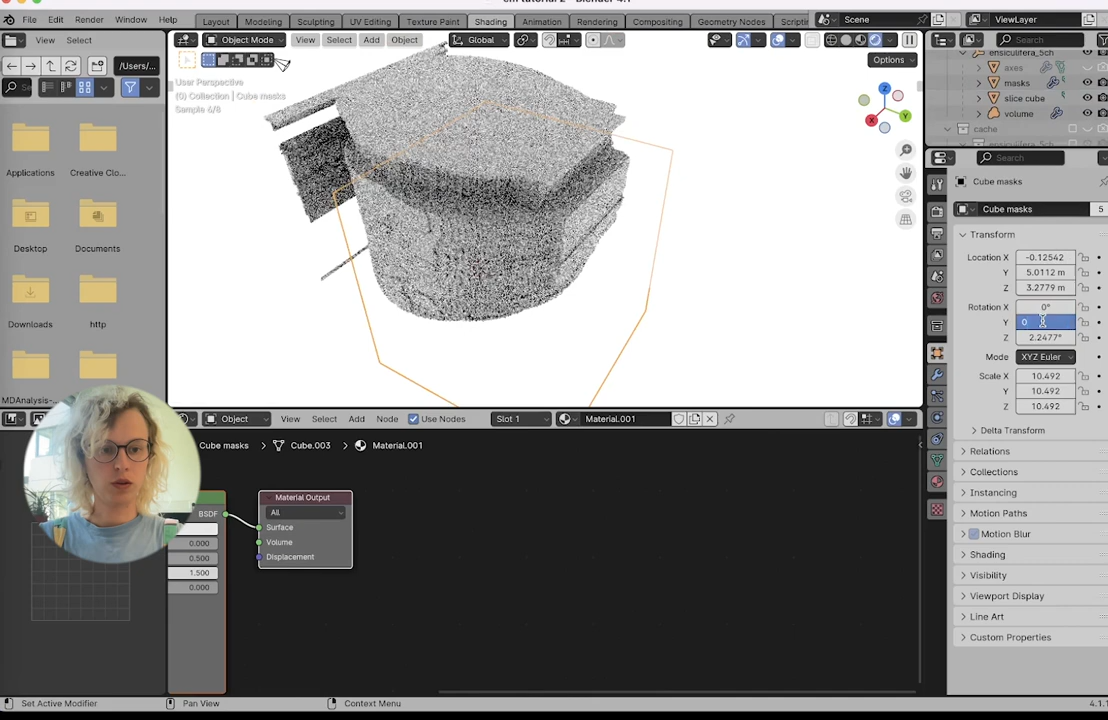 File Edit Render Window Help
Layout Modeling Sculpting UV Editing Texture Paint Shading Animation Rendering Compositing Geometry Nodes
Scene
ViewLayer
View Select
Object Mode View Select Add Object Global
/Users/...
Search
Options
User Perspective
(0) Collection | Cube masks
Sample 6/8
Z
Y
X
Applications
Creative Clo...
Desktop
Documents
Downloads
http
MDAnalysis-
axes
masks
slice cube
volume
cache
Search
Cube masks
Cube masks
5
Transform
Location X -0.12542
Y 5.0112 m
Z 3.2779 m
Rotation X 0°
Y 0
Z 2.2477°
Mode XYZ Euler
Scale X 10.492
Y 10.492
Z 10.492
Delta Transform
Relations
Collections
Instancing
Motion Paths
Motion Blur
Shading
Visibility
Viewport Display
Line Art
Custom Properties
Object View Select Add Node Use Nodes Slot 1 Material.001
Cube masks > Cube.003 > Material.001
BSDF
0.000
0.500
1.500
0.000
Material Output
All
Surface
Volume
Displacement
Set Active Modifier
Pan View
Context Menu